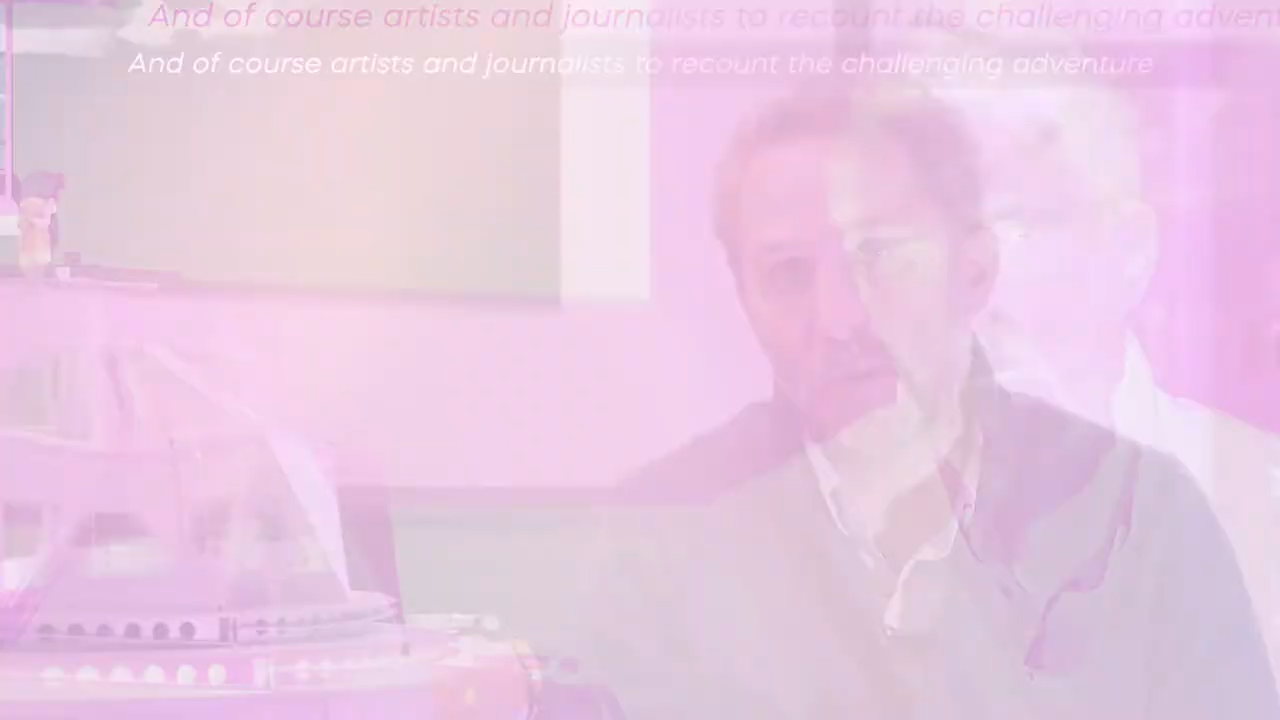 And of course artists and journalists to recount the challenging advent
And of course artists and journalists to recount the challenging adventure